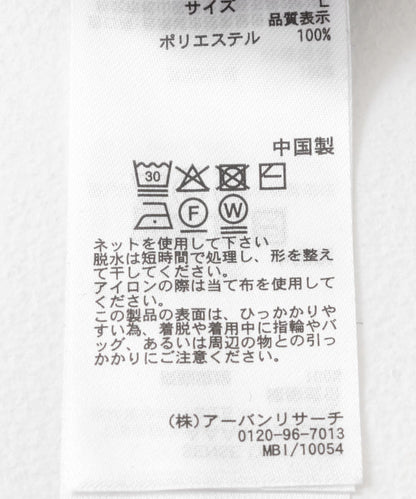 サイズ L
品質表示
ポリエステル 100%
中国製
30
F W
ネットを使用して下さい
脱水は短時間で処理し、形を整え
て干してください。
アイロンの際は当て布を使用して
ください。
この製品の表面は、ひっかかりや
すい為、着脱や着用中に指輪やバ
ッグ、あるいは周辺の物との引っ
かかりにご注意ください。
(株)アーバンリサーチ
0120-96-7013
MBI/10054